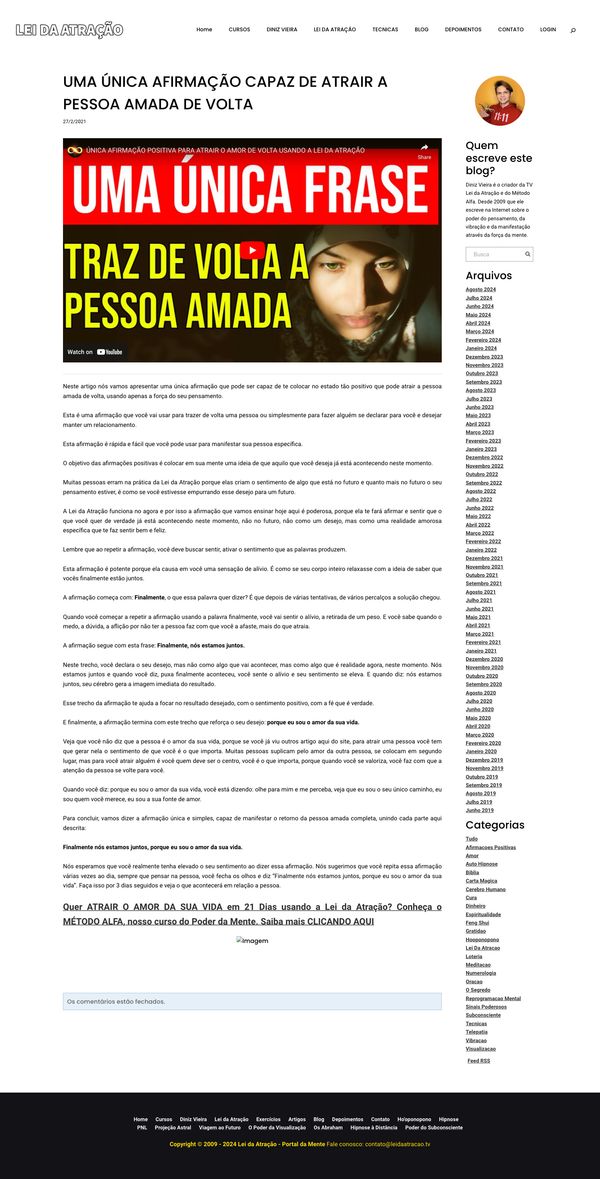 LEI DA ATRAÇÃO
Home CURSOS DINIZ VIEIRA LEI DA ATRAÇÃO TECNICAS BLOG DEPOIMENTOS CONTATO LOGIN
UMA ÚNICA AFIRMAÇÃO CAPAZ DE ATRAIR A
PESSOA AMADA DE VOLTA
27/2/2021
ÚNICA AFIRMAÇÃO POSITIVA PARA ATRAIR O AMOR DE VOLTA USANDO A LEI DA ATRAÇÃO
Share
UMA ÚNICA FRASE
TRAZ DE VOLTA A
PESSOA AMADA
Watch on YouTube
Neste artigo nós vamos apresentar uma única afirmação que pode ser capaz de te colocar no estado tão positivo que pode atrair a pessoa
amada de volta, usando apenas a força do seu pensamento.
Esta é uma afirmação que você vai usar para trazer de volta uma pessoa ou simplesmente para fazer alguém se declarar para você e desejar
manter um relacionamento.
Esta afirmação é rápida e fácil que você pode usar para manifestar sua pessoa específica.
O objetivo das afirmações positivas é colocar em sua mente uma ideia de que aquilo que você deseja já está acontecendo neste momento.
Muitas pessoas erram na prática da Lei da Atração porque elas criam o sentimento de algo que está no futuro e quanto mais no futuro o seu
pensamento estiver, é como se você estivesse empurrando esse desejo para um futuro.
A Lei da Atração funciona no agora e por isso a afirmação que vamos ensinar hoje aqui é poderosa, porque ela te fará afirmar e sentir que o
que você quer de verdade já está acontecendo neste momento, não no futuro, não como um desejo, mas como uma realidade amorosa
específica que te faz sentir bem e feliz.
Lembre que ao repetir a afirmação, você deve buscar sentir, ativar o sentimento que as palavras produzem.
Esta afirmação é potente porque ela causa em você uma sensação de alívio. É como se seu corpo inteiro relaxasse com a ideia de saber que
vocês finalmente estão juntos.
A afirmação começa com: Finalmente, o que essa palavra quer dizer? É que depois de várias tentativas, de vários percalços a solução chegou.
Quando você começar a repetir a afirmação usando a palavra finalmente, você vai sentir o alívio, a retirada de um peso. E você sabe quando o
medo, a dúvida, a aflição por não ter a pessoa faz com que você a afaste, mais do que atraia.
A afirmação segue com esta frase: Finalmente, nós estamos juntos.
Neste trecho, você declara o seu desejo, mas não como algo que vai acontecer, mas como algo que é realidade agora, neste momento. Nós
estamos juntos e quando você diz, puxa finalmente aconteceu, você sente o alívio e seu sentimento se eleva. E quando diz: nós estamos
juntos, seu cérebro gera a imagem imediata do resultado.
Esse trecho da afirmação te ajuda a focar no resultado desejado, com o sentimento positivo, com a fé que é verdade.
E finalmente, a afirmação termina com este trecho que reforça o seu desejo: porque eu sou o amor da sua vida.
Veja que você não diz que a pessoa é o amor da sua vida, porque se você já viu outros artigo aqui do site, para atrair uma pessoa você tem
que gerar nela o sentimento de que você é o que importa. Muitas pessoas suplicam pelo amor da outra pessoa, se colocam em segundo
lugar, mas para você atrair alguém é você quem deve ser o centro, você é o que importa, porque quando você se valoriza, você faz com que a
atenção da pessoa se volte para você.
Quando você diz: porque eu sou o amor da sua vida, você está dizendo: olhe para mim e me perceba, veja que eu sou o seu único caminho, eu
sou quem você merece, eu sou a sua fonte de amor.
Para concluir, vamos dizer a afirmação única e simples, capaz de manifestar o retorno da pessoa amada completa, unindo cada parte aqui
descrita:
Finalmente nós estamos juntos, porque eu sou o amor da sua vida.
Nós esperamos que você realmente tenha elevado o seu sentimento ao dizer essa afirmação. Nós sugerimos que você repita essa afirmação
várias vezes ao dia, sempre que pensar na pessoa, você fecha os olhos e diz "Finalmente nós estamos juntos, porque eu sou o amor da sua
vida". Faça isso por 3 dias seguidos e veja o que acontecerá em relação a pessoa.
Quer ATRAIR O AMOR DA SUA VIDA em 21 Dias usando a Lei da Atração? Conheça o
MÉTODO ALFA, nosso curso do Poder da Mente. Saiba mais CLICANDO AQUI
Imagem
Os comentários estão fechados.
11:11
Quem
escreve este
blog?
Diniz Vieira é o criador da TV
Lei da Atração e do Método
Alfa. Desde 2009 que ele
escreve na Internet sobre o
poder do pensamento, da
vibração e da manifestação
através da força da mente.
Busca
Arquivos
Agosto 2024
Julho 2024
Junho 2024
Maio 2024
Abril 2024
Março 2024
Fevereiro 2024
Janeiro 2024
Dezembro 2023
Novembro 2023
Outubro 2023
Setembro 2023
Agosto 2023
Julho 2023
Junho 2023
Maio 2023
Abril 2023
Março 2023
Fevereiro 2023
Janeiro 2023
Dezembro 2022
Novembro 2022
Outubro 2022
Setembro 2022
Agosto 2022
Julho 2022
Junho 2022
Maio 2022
Abril 2022
Março 2022
Fevereiro 2022
Janeiro 2022
Dezembro 2021
Novembro 2021
Outubro 2021
Setembro 2021
Agosto 2021
Julho 2021
Junho 2021
Maio 2021
Abril 2021
Março 2021
Fevereiro 2021
Janeiro 2021
Dezembro 2020
Novembro 2020
Outubro 2020
Setembro 2020
Agosto 2020
Julho 2020
Junho 2020
Maio 2020
Abril 2020
Março 2020
Fevereiro 2020
Janeiro 2020
Dezembro 2019
Novembro 2019
Outubro 2019
Setembro 2019
Agosto 2019
Julho 2019
Junho 2019
Categorias
Tudo
Afirmacoes Positivas
Amor
Auto Hipnose
Bíblia
Carta Magica
Cerebro Humano
Cura
Dinheiro
Espiritualidade
Feng Shui
Gratidao
Hooponopono
Lei Da Atracao
Loteria
Meditacao
Numerologia
Oracao
O Segredo
Reprogramacao Mental
Sinais Poderosos
Subconsciente
Tecnicas
Telepatia
Vibracao
Visualizacao
Feed RSS
Home Cursos Diniz Vieira Lei da Atração Exercícios Artigos Blog Depoimentos Contato Ho'oponopono Hipnose
PNL Projeção Astral Viagem ao Futuro O Poder da Visualização Os Abraham Hipnose à Distância Poder do Subconsciente
Copyright © 2009 - 2024 Lei da Atração - Portal da Mente Fale conosco: contato@leidaatracao.tv